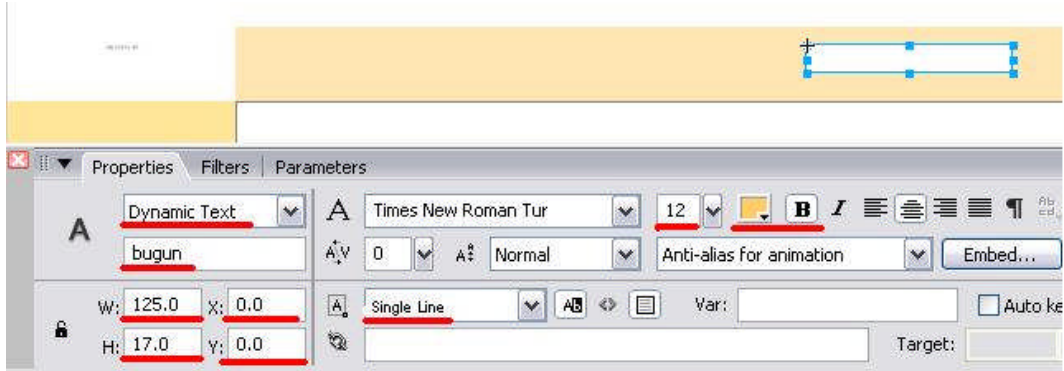 Properties Filters Parameters
Dynamic Text A Times New Roman Tur 12 B I
A
bugun A V 0 A Normal Anti-alias for animation Embed...
W: 125.0 X: 0.0 A Single Line AB Var: Auto ke
H: 17.0 Y: 0.0 Target: